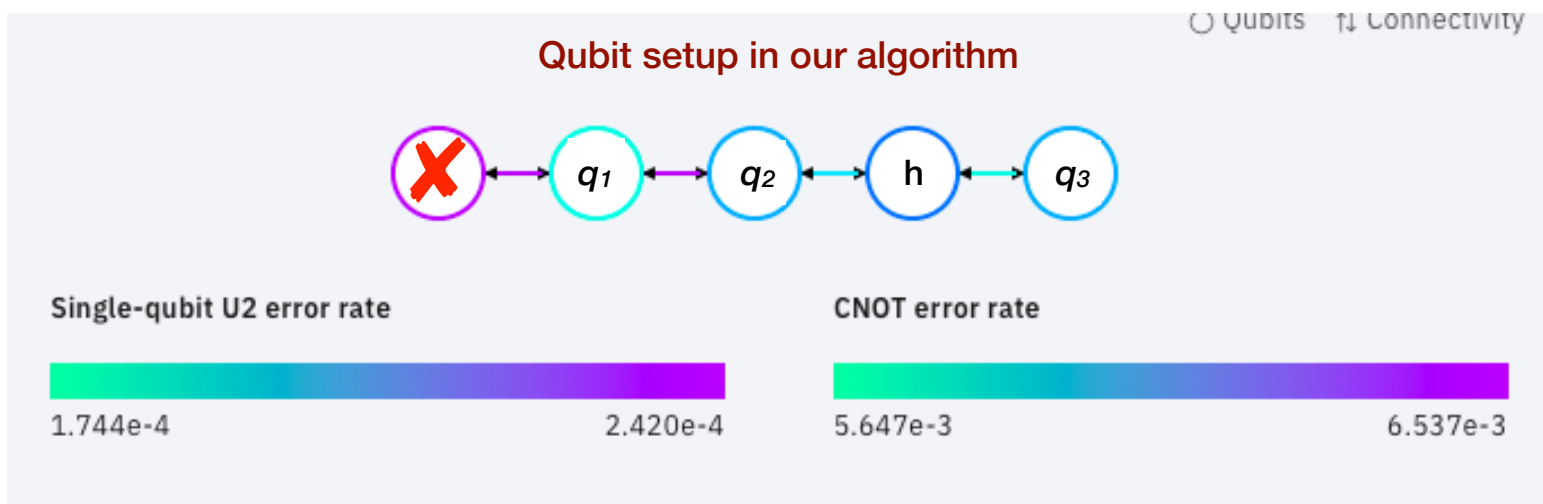 Qubits Connectivity
Qubit setup in our algorithm
q1 q2 h q3
Single-qubit U2 error rate CNOT error rate
1.744e-4 2.420e-4 5.647e-3 6.537e-3